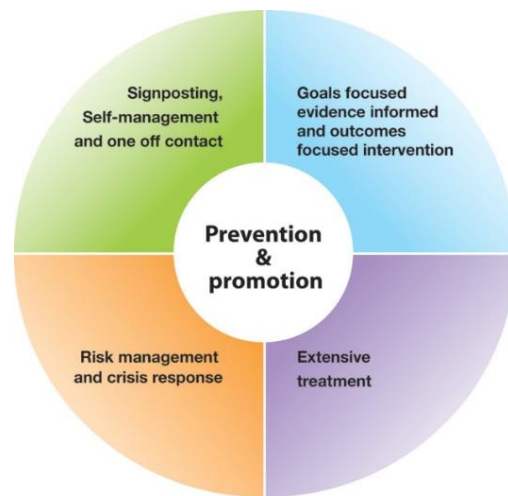 Signposting,
Self-management
and one off contact
Goals focused
evidence informed
and outcomes
focused intervention
Prevention
&
promotion
Risk management
and crisis response
Extensive
treatment